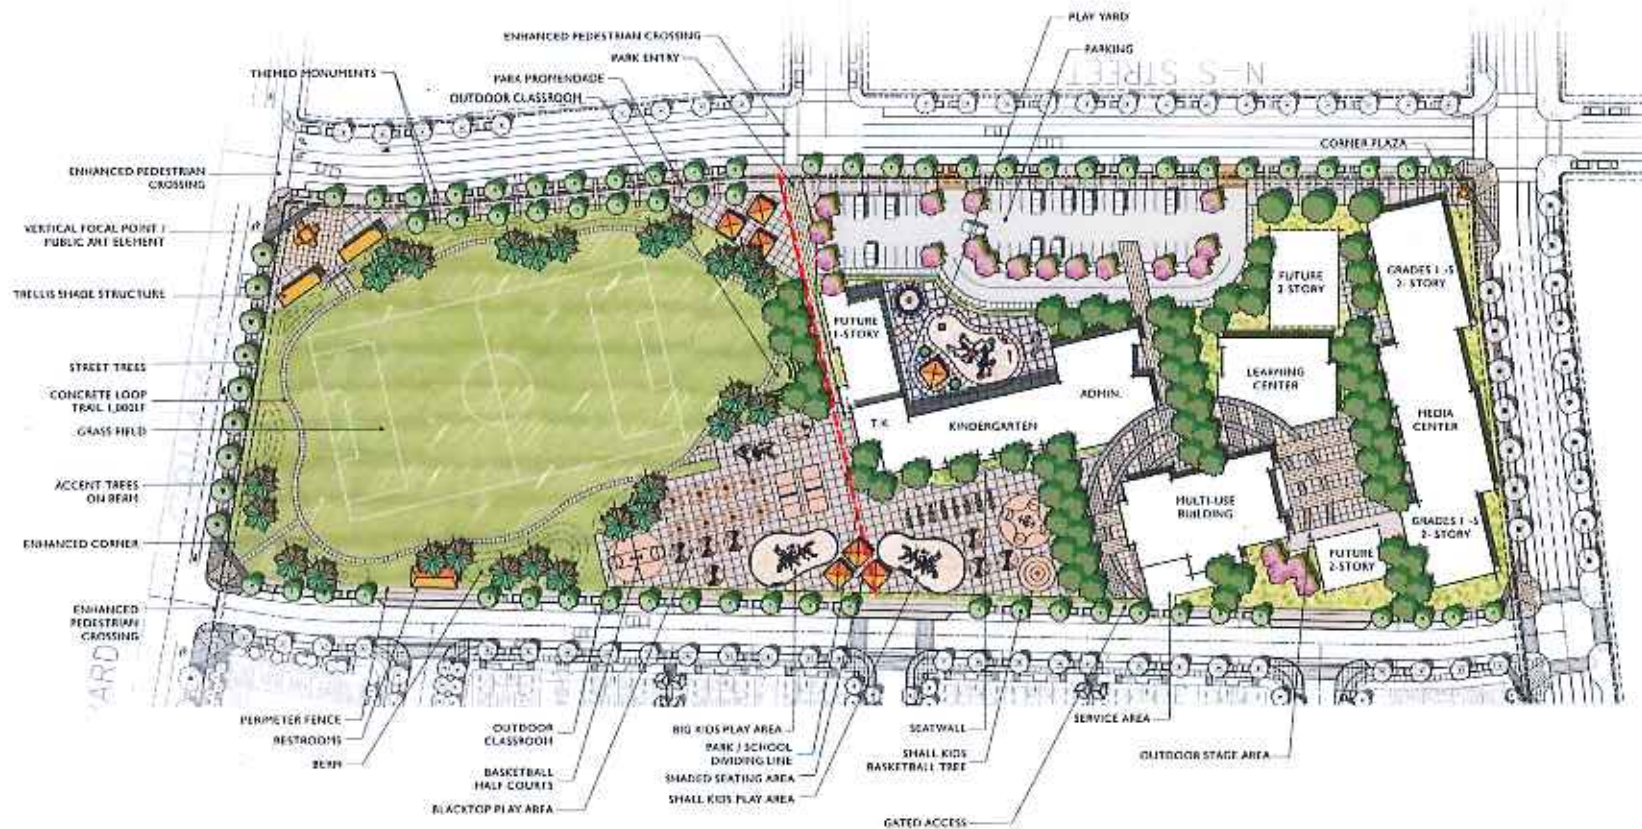 PLAY YARD
ENHANCED PEDESTRIAN CROSSING
PARKING
PARK ENTRY
THEMED MONUMENTS
PARK PROMENDADE
N-S STREET
OUTDOOR CLASSROOM
CORNER PLAZA
ENHANCED PEDESTRIAN
CROSSING
VERTICAL FOCAL POINT /
PUBLIC ART ELEMENT
TRELLIS SHADE STRUCTURE
STREET TREES
CONCRETE LOOP
TRAIL 1,000LF
GRASS FIELD
ACCENT TREES
ON BERM
ENHANCED CORNER
ENHANCED
PEDESTRIAN
CROSSING
FUTURE
1-STORY
FUTURE
2-STORY
GRADES 1-5
2-STORY
LEARNING
CENTER
ADMIN.
T.K.
KINDERGARTEN
MEDIA
CENTER
MULTI-USE
BUILDING
GRADES 1-5
2-STORY
FUTURE
2-STORY
YARD
PERIMETER FENCE
RESTROOMS
BERM
OUTDOOR
CLASSROOM
BASKETBALL
HALF COURTS
BLACKTOP PLAY AREA
BIG KIDS PLAY AREA
PARK / SCHOOL
DIVIDING LINE
SHADED SEATING AREA
SMALL KIDS PLAY AREA
SEATWALL
SMALL KIDS
BASKETBALL TREE
SERVICE AREA
OUTDOOR STAGE AREA
GATED ACCESS